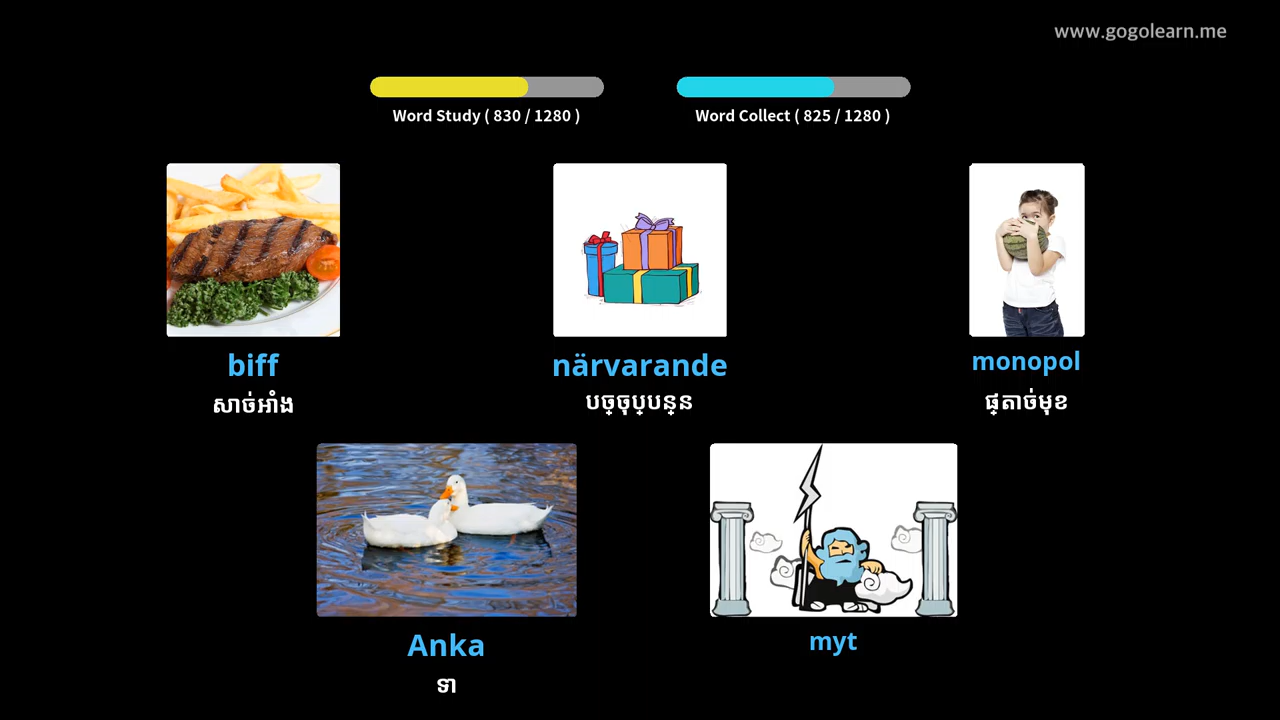 www.gogolearn.me
Word Study ( 830 / 1280 )
Word Collect ( 825 / 1280 )
biff
សាច់អាំង
närvarande
បច្ចុប្បន្ន
monopol
ផ្តាច់មុខ
Anka
ទា
myt